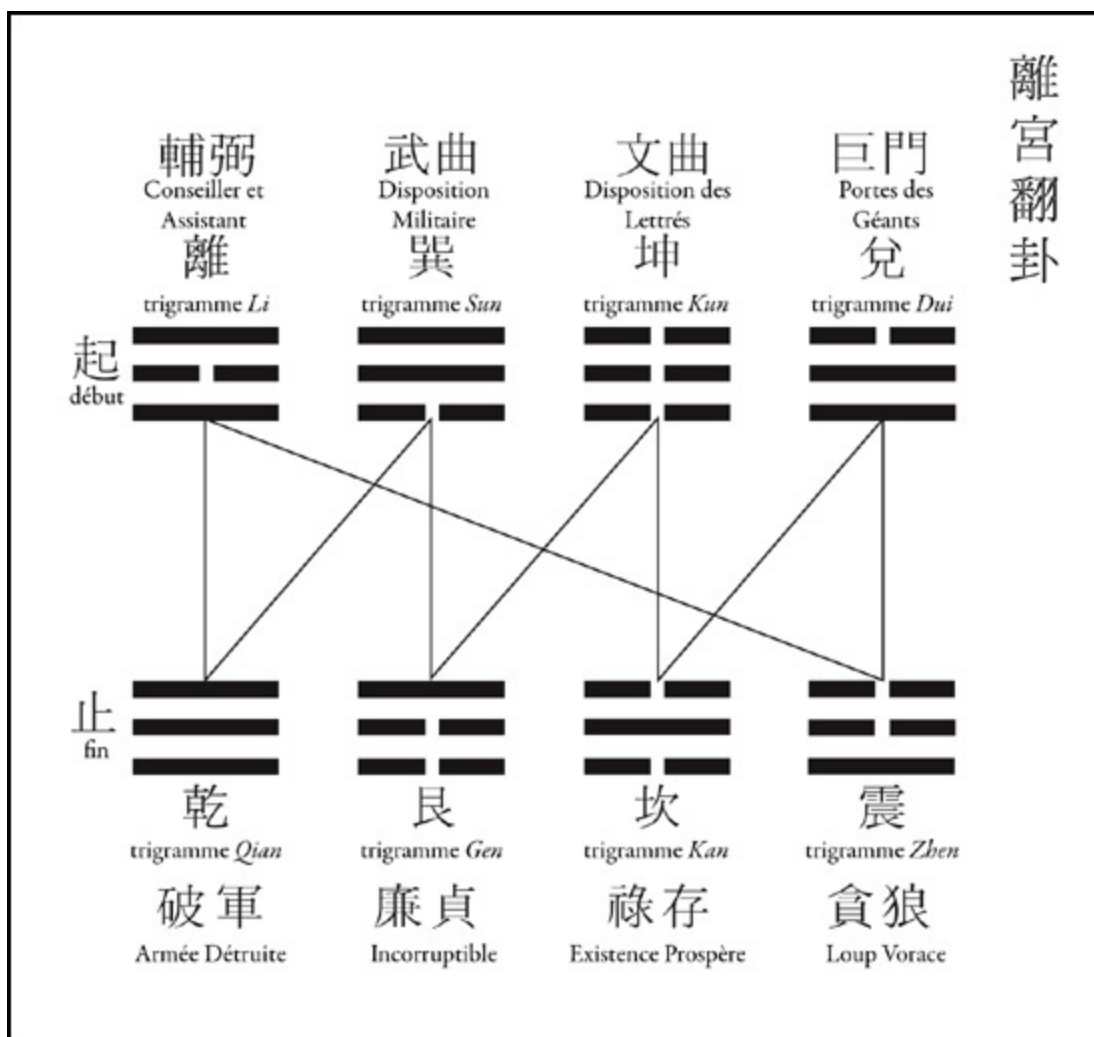 離宮翻卦
輔弼
Conseiller et
Assistant
離
trigramme Li
武曲
Disposition
Militaire
巽
trigramme Sun
文曲
Disposition des
Lettrés
坤
trigramme Kun
巨門
Portes des
Géants
兌
trigramme Dui
起
début
止
fin
乾
trigramme Qian
破軍
Armée Détruite
艮
trigramme Gen
廉貞
Incorruptible
坎
trigramme Kan
祿存
Existence Prospère
震
trigramme Zhen
貪狼
Loup Vorace